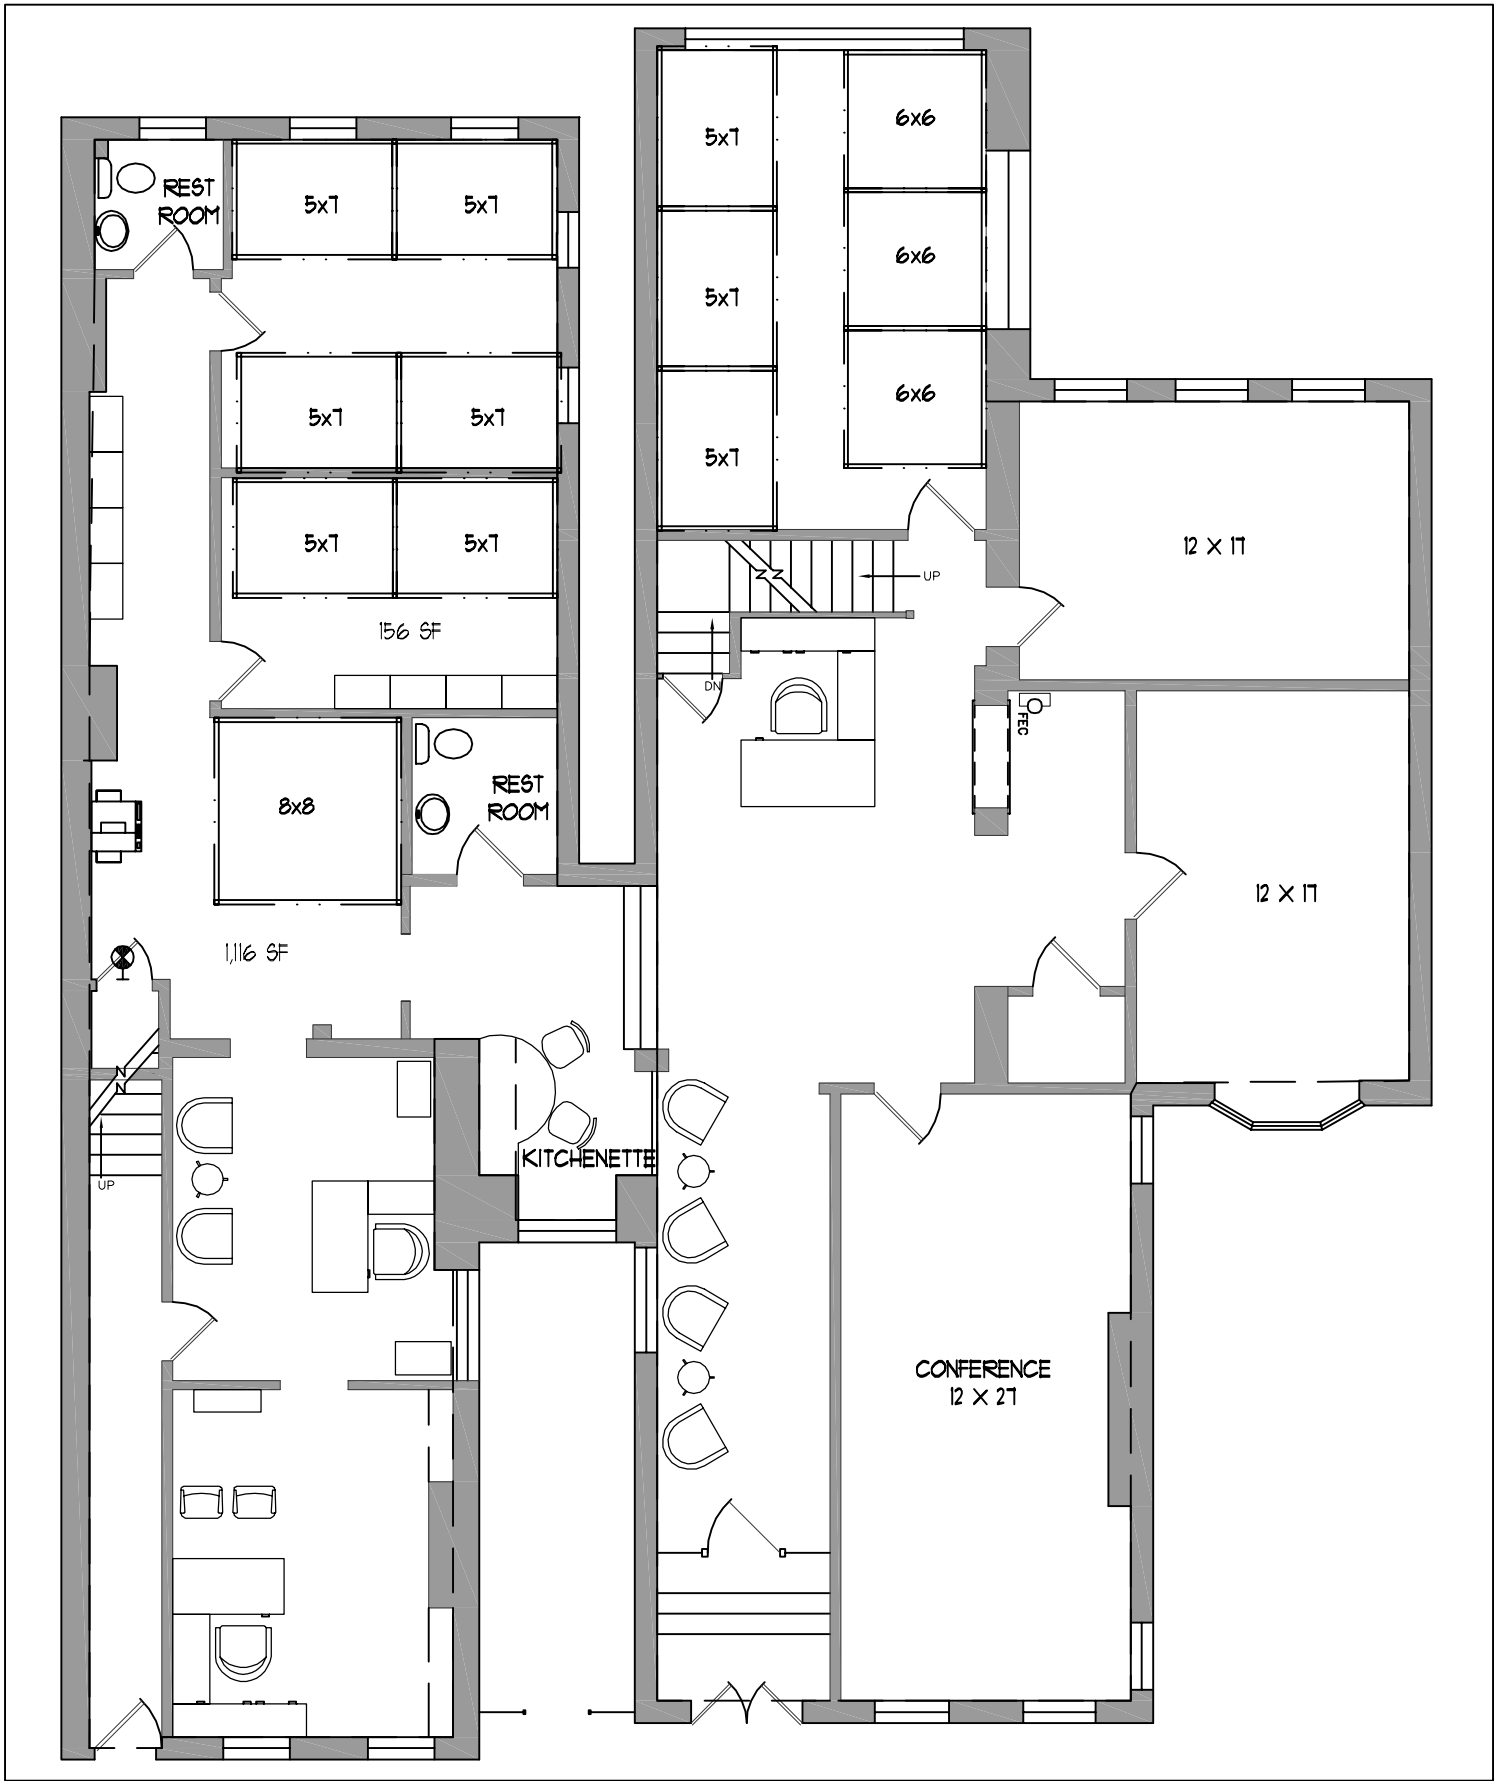 5x7
6x6
REST
ROOM
5x7
5x7
6x6
5x7
6x6
5x7
5x7
5x7
5x7
5x7
12 X 17
UP
156 SF
DN
FEC
REST
ROOM
8x8
12 X 17
1,116 SF
KITCHENETTE
UP
CONFERENCE
12 X 27